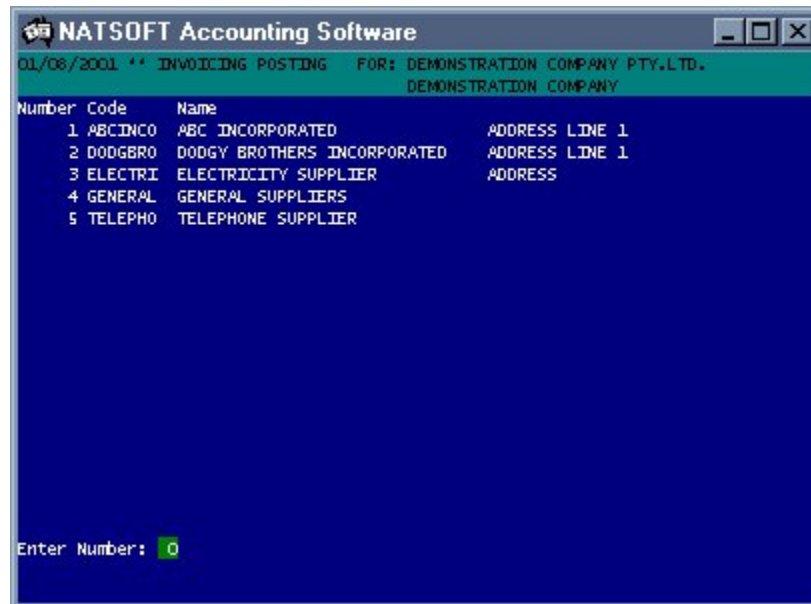 NATSOFT Accounting Software
01/08/2001 ** INVOICING POSTING FOR: DEMONSTRATION COMPANY PTY.LTD.
DEMONSTRATION COMPANY
Number Code Name
1 ABCINCO ABC INCORPORATED ADDRESS LINE 1
2 DODGBRO DODGY BROTHERS INCORPORATED ADDRESS LINE 1
3 ELECTRI ELECTRICITY SUPPLIER ADDRESS
4 GENERAL GENERAL SUPPLIERS
5 TELEPHO TELEPHONE SUPPLIER
Enter Number: 0